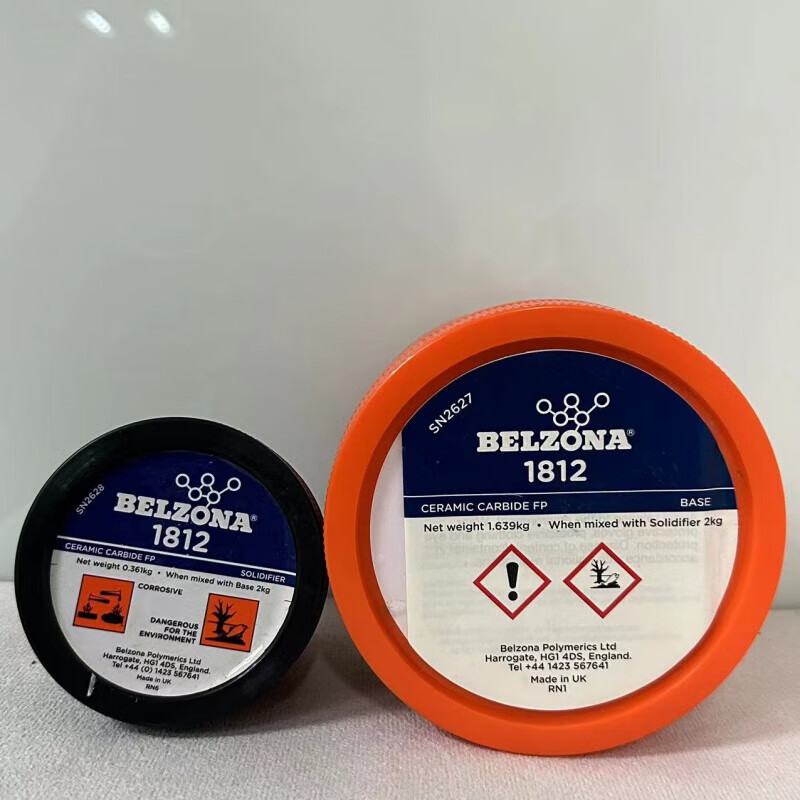 SN2628
BELZONA®
1812
CERAMIC CARBIDE FP
SOLIDIFIER
Net weight 0.361kg • When mixed with Base 2kg
CORROSIVE
DANGEROUS
FOR THE
ENVIRONMENT
Belzona Polymerics Ltd
Harrogate, HG1 4DS, England.
Tel +44 (0) 1423 567641
Made in UK
RN6
SN2627
BELZONA®
1812
CERAMIC CARBIDE FP
BASE
Net weight 1.639kg • When mixed with Solidifier 2kg
Belzona Polymerics Ltd
Harrogate, HG1 4DS, England.
Tel +44 1423 567641
Made in UK
RN1